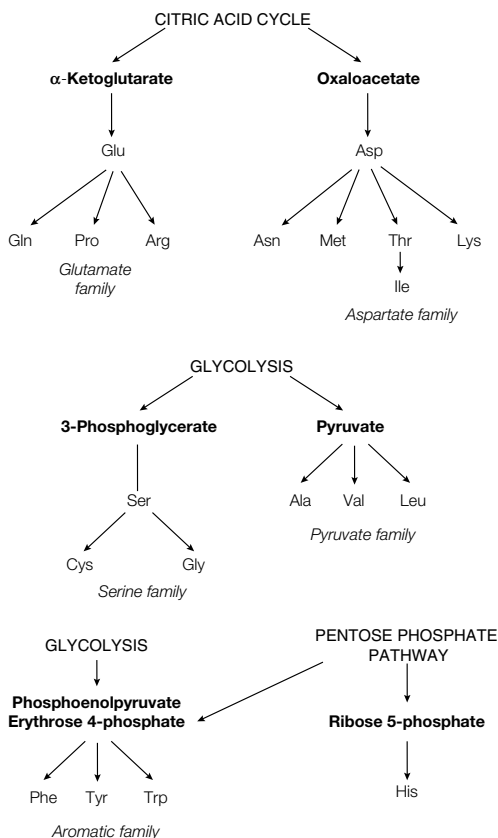 CITRIC ACID CYCLE
α-Ketoglutarate
Oxaloacetate
Glu
Asp
Gln Pro Arg
Asn Met Thr Lys
Glutamate
family
Ile
Aspartate family
GLYCOLYSIS
3-Phosphoglycerate
Pyruvate
Ser
Ala Val Leu
Cys Gly
Pyruvate family
Serine family
GLYCOLYSIS
PENTOSE PHOSPHATE
PATHWAY
Phosphoenolpyruvate
Erythrose 4-phosphate
Ribose 5-phosphate
Phe Tyr Trp
His
Aromatic family